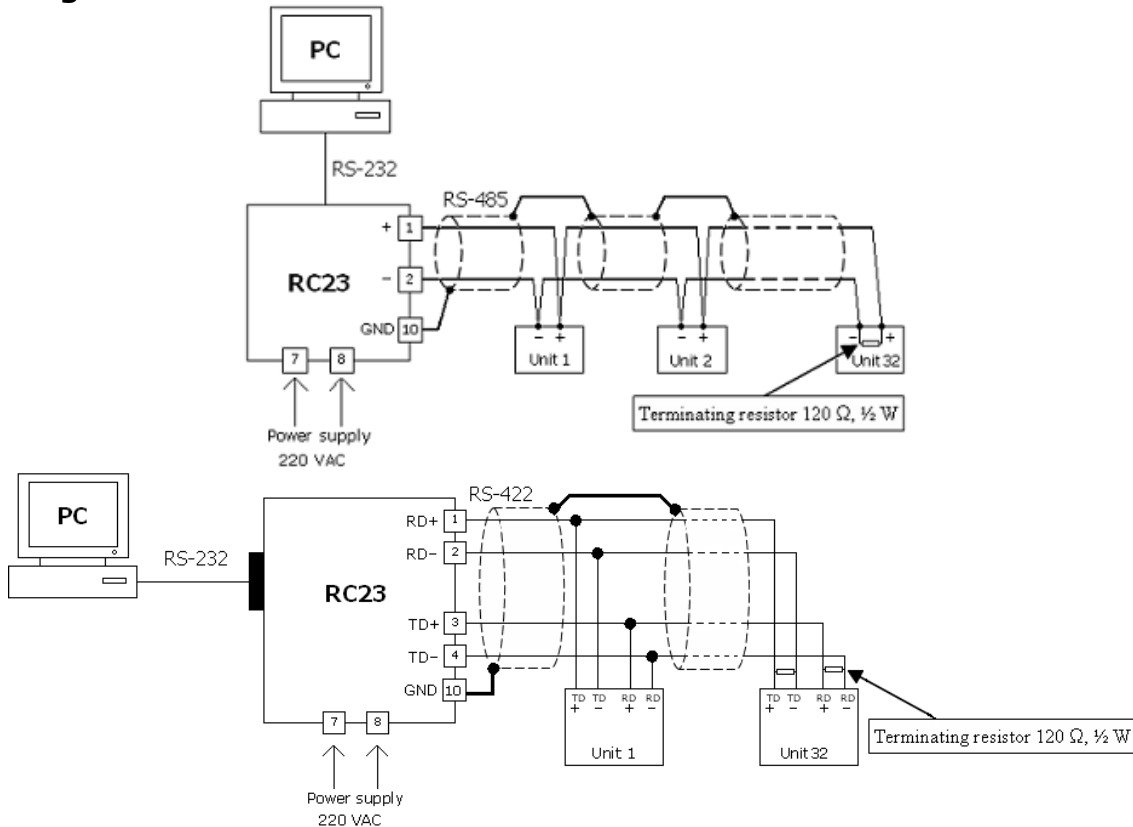 PC
RS-232
RS-485
+ 1
RC23
− 2
GND 10
7 8
Power supply
220 VAC
− +
Unit 1
− +
Unit 2
− +
Unit 32
Terminating resistor 120 Ω, ½ W
PC
RS-232
RS-422
RD+ 1
RD− 2
RC23
TD+ 3
TD− 4
GND 10
7 8
Power supply
220 VAC
TD TD RD RD
+ − + −
Unit 1
TD TD RD RD
+ − + −
Unit 32
Terminating resistor 120 Ω, ½ W